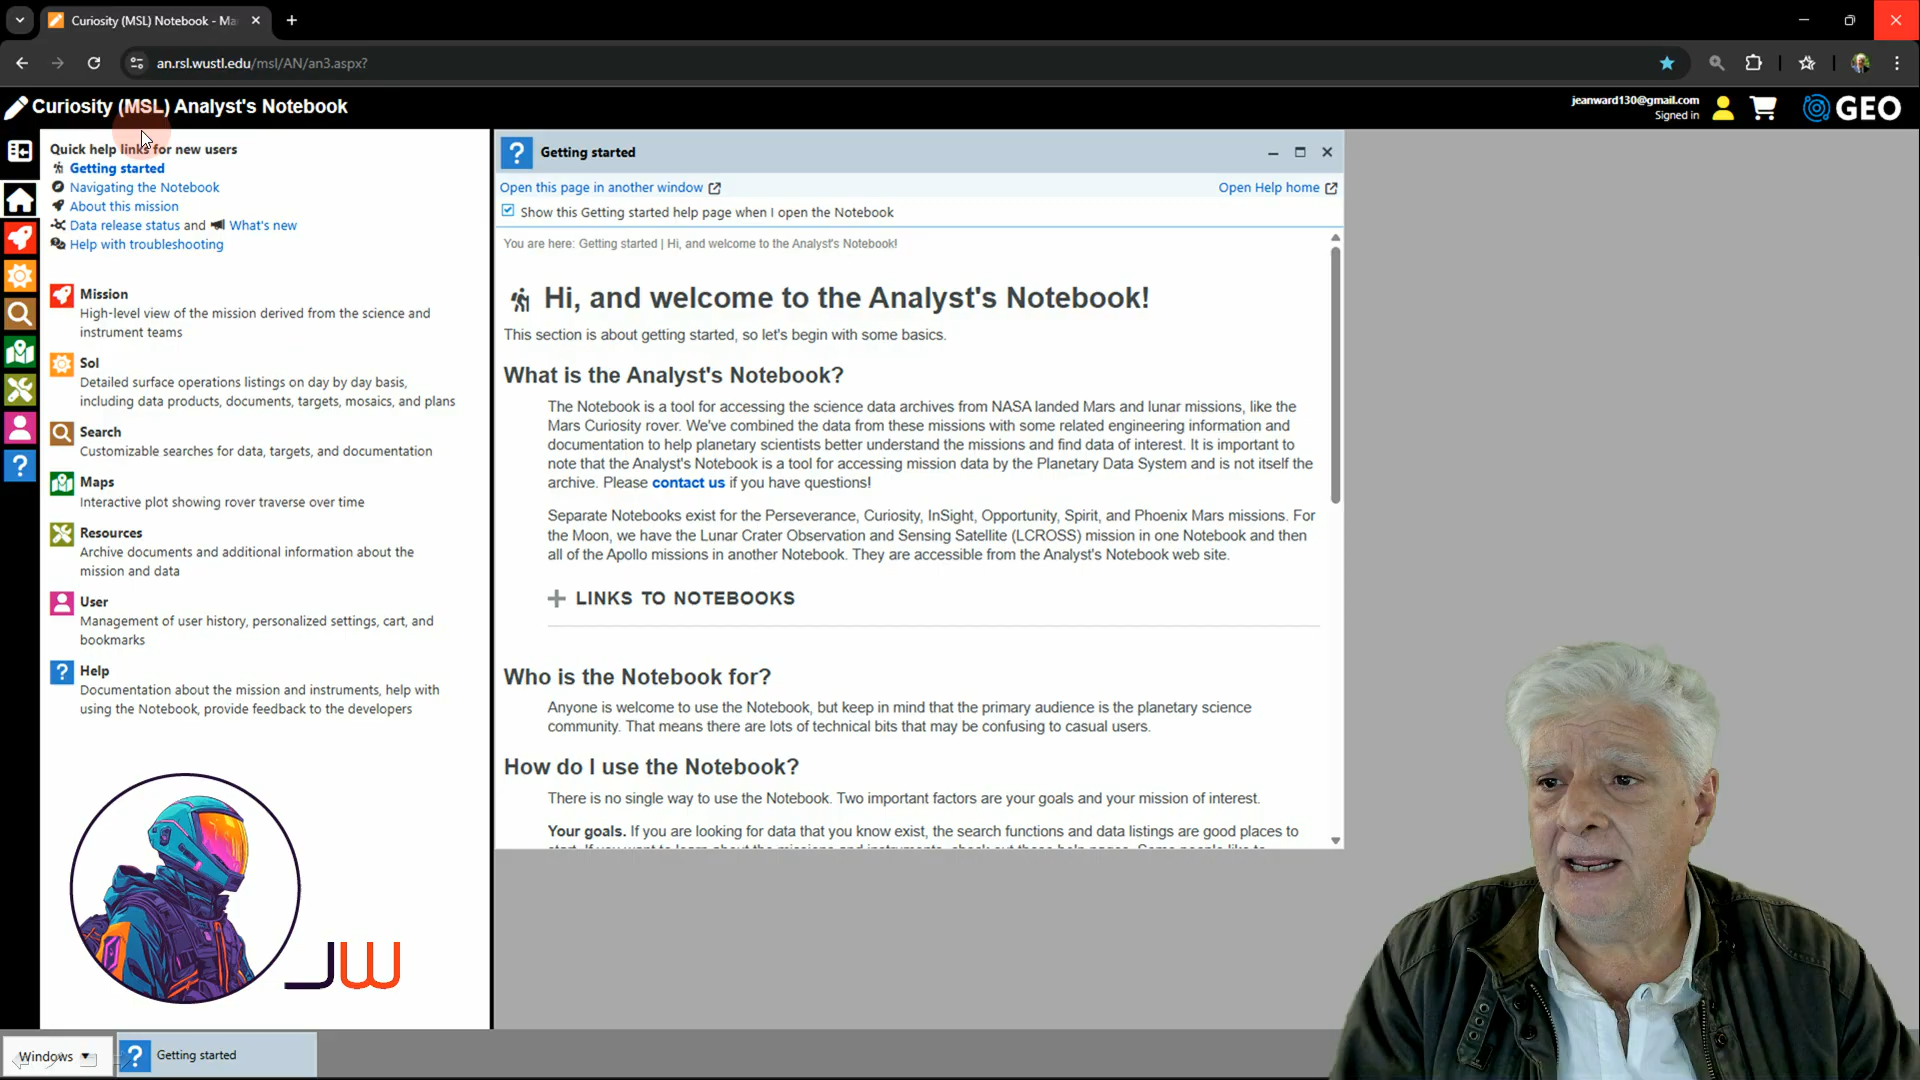 Curiosity (MSL) Notebook - Ma
an.rsl.wustl.edu/msl/AN/an3.aspx?
Curiosity (MSL) Analyst's Notebook
jeanward130@gmail.com
Signed in
GEO
Quick help links for new users
Getting started
Navigating the Notebook
About this mission
Data release status and What's new
Help with troubleshooting
Mission
High-level view of the mission derived from the science and
instrument teams
Sol
Detailed surface operations listings on day by day basis,
including data products, documents, targets, mosaics, and plans
Search
Customizable searches for data, targets, and documentation
Maps
Interactive plot showing rover traverse over time
Resources
Archive documents and additional information about the
mission and data
User
Management of user history, personalized settings, cart, and
bookmarks
Help
Documentation about the mission and instruments, help with
using the Notebook, provide feedback to the developers
JW
Getting started
Open this page in another window
Open Help home
Show this Getting started help page when I open the Notebook
You are here: Getting started | Hi, and welcome to the Analyst's Notebook!
Hi, and welcome to the Analyst's Notebook!
This section is about getting started, so let's begin with some basics.
What is the Analyst's Notebook?
The Notebook is a tool for accessing the science data archives from NASA landed Mars and lunar missions, like the
Mars Curiosity rover. We've combined the data from these missions with some related engineering information and
documentation to help planetary scientists better understand the missions and find data of interest. It is important to
note that the Analyst's Notebook is a tool for accessing mission data by the Planetary Data System and is not itself the
archive. Please contact us if you have questions!
Separate Notebooks exist for the Perseverance, Curiosity, InSight, Opportunity, Spirit, and Phoenix Mars missions. For
the Moon, we have the Lunar Crater Observation and Sensing Satellite (LCROSS) mission in one Notebook and then
all of the Apollo missions in another Notebook. They are accessible from the Analyst's Notebook web site.
LINKS TO NOTEBOOKS
Who is the Notebook for?
Anyone is welcome to use the Notebook, but keep in mind that the primary audience is the planetary science
community. That means there are lots of technical bits that may be confusing to casual users.
How do I use the Notebook?
There is no single way to use the Notebook. Two important factors are your goals and your mission of interest.
Your goals. If you are looking for data that you know exist, the search functions and data listings are good places to
Windows
Getting started